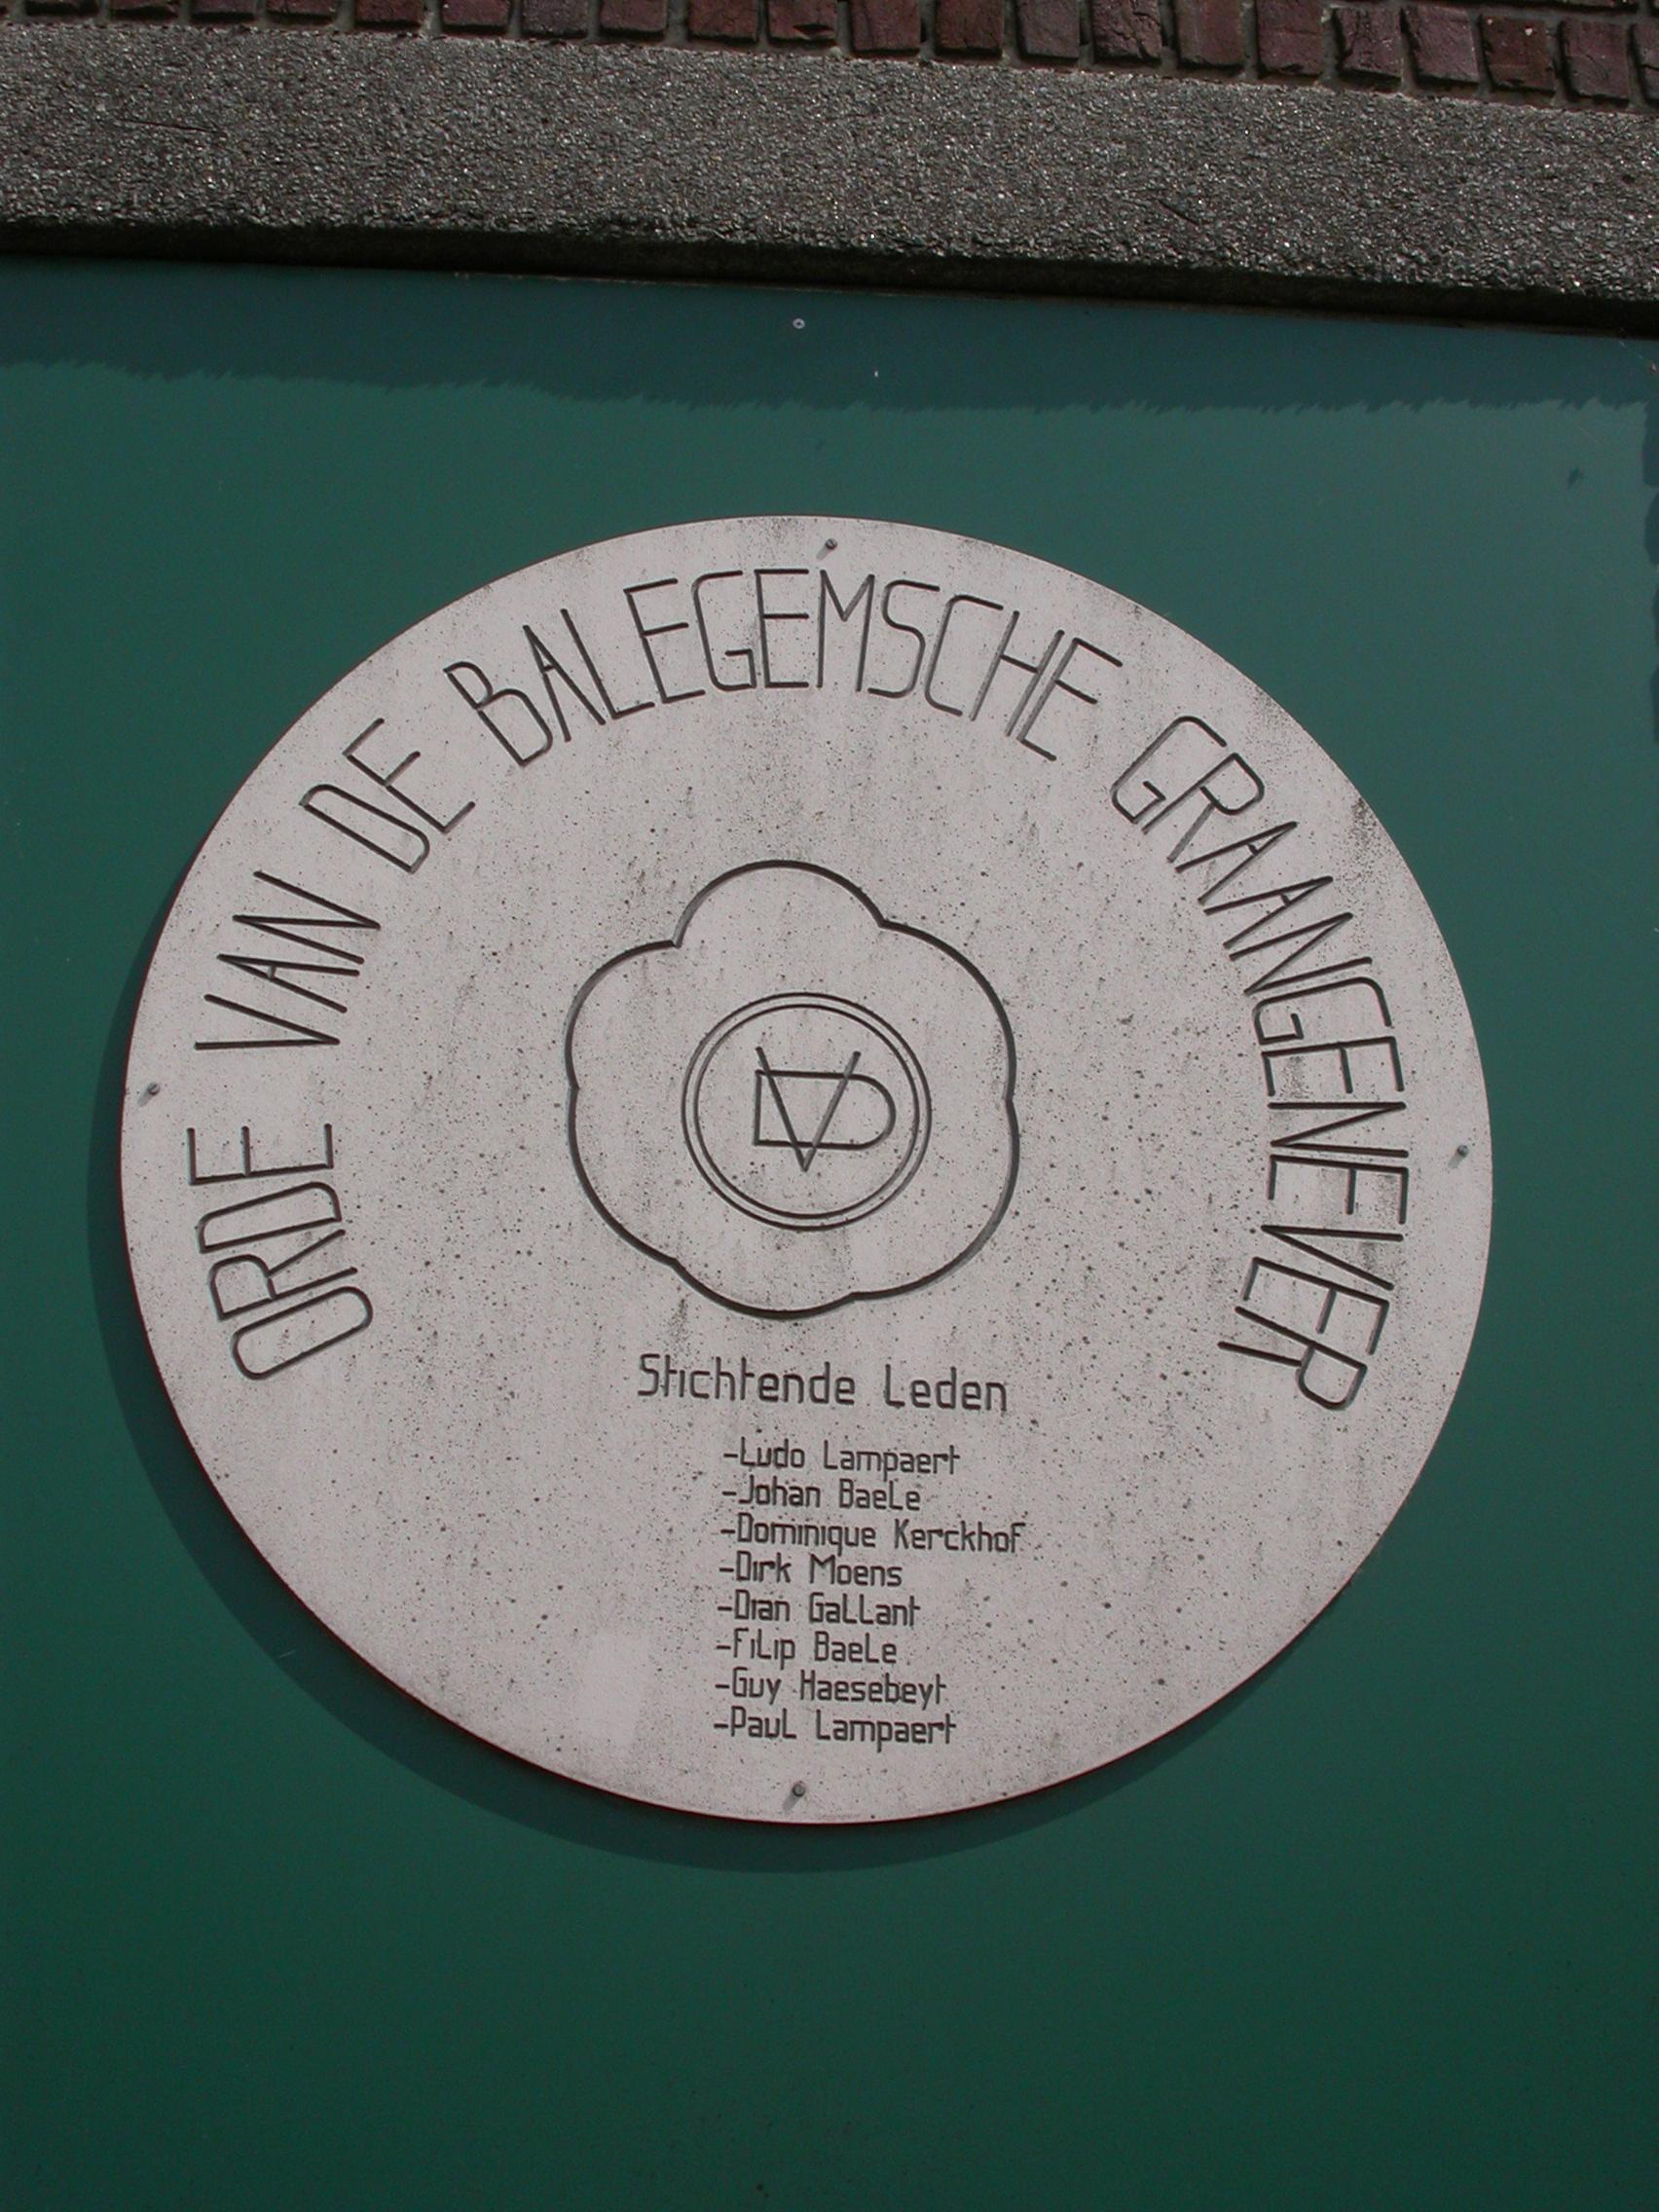 ORDE VAN DE BALEGEMSCHE GRAANGENEVER
VD
Stichtende Leden
-Ludo Lampaert
-Johan Baele
-Dominique Kerckhof
-Dirk Moens
-Dian Gallant
-Filip Baele
-Guy Haesebeyt
-Paul Lampaert